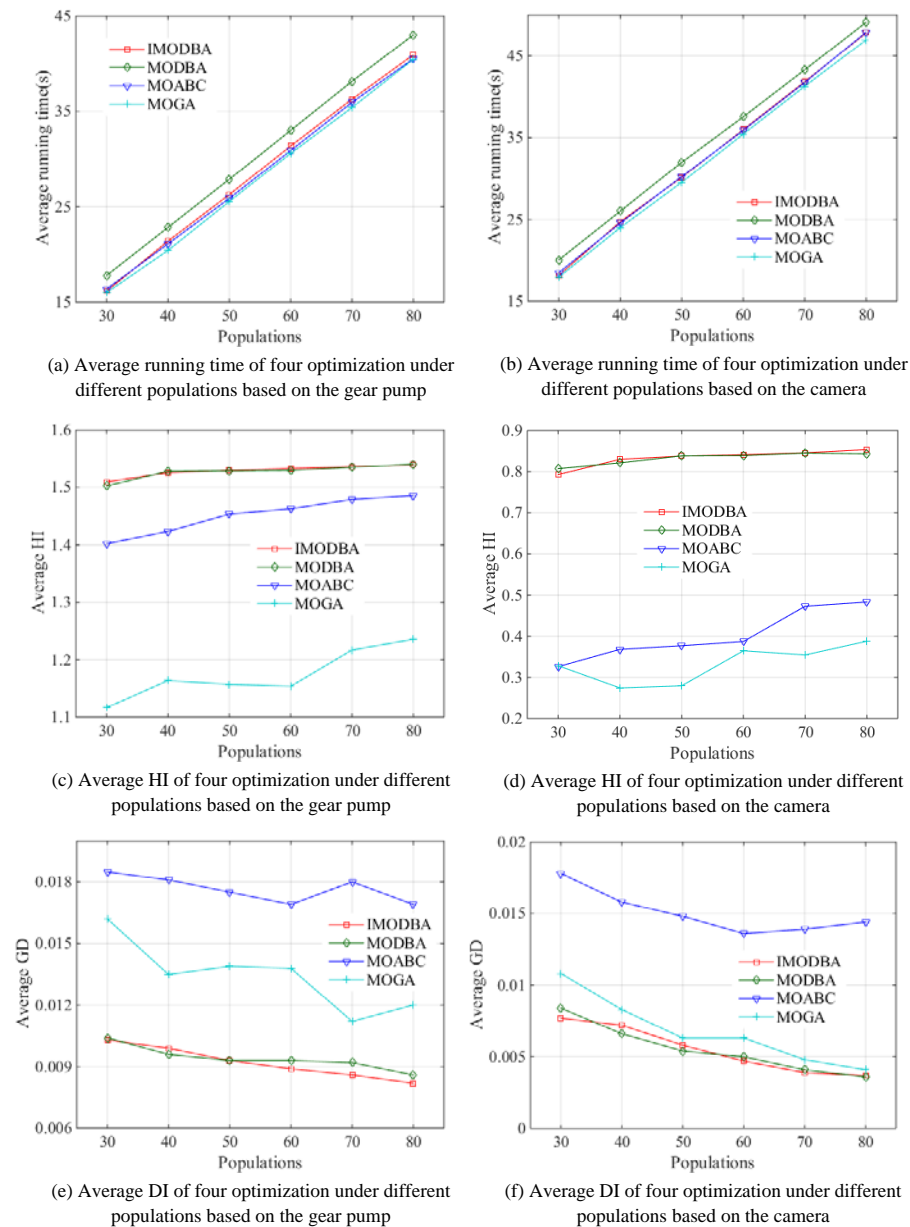 45
35
25
15
Average running time(s)
IMODBA
MODBA
MOABC
MOGA
30 40 50 60 70 80
Populations
(a) Average running time of four optimization under
different populations based on the gear pump
45
35
25
15
Average running time(s)
IMODBA
MODBA
MOABC
MOGA
30 40 50 60 70 80
Populations
(b) Average running time of four optimization under
different populations based on the camera
1.6
1.5
1.4
1.3
1.2
1.1
Average HI
IMODBA
MODBA
MOABC
MOGA
30 40 50 60 70 80
Populations
(c) Average HI of four optimization under different
populations based on the gear pump
0.9
0.8
0.7
0.6
0.5
0.4
0.3
0.2
Average HI
IMODBA
MODBA
MOABC
MOGA
30 40 50 60 70 80
Populations
(d) Average HI of four optimization under different
populations based on the camera
0.018
0.015
0.012
0.009
0.006
Average GD
IMODBA
MODBA
MOABC
MOGA
30 40 50 60 70 80
Populations
(e) Average DI of four optimization under different
populations based on the gear pump
0.02
0.015
0.01
0.005
0
Average GD
IMODBA
MODBA
MOABC
MOGA
30 40 50 60 70 80
Populations
(f) Average DI of four optimization under different
populations based on the camera